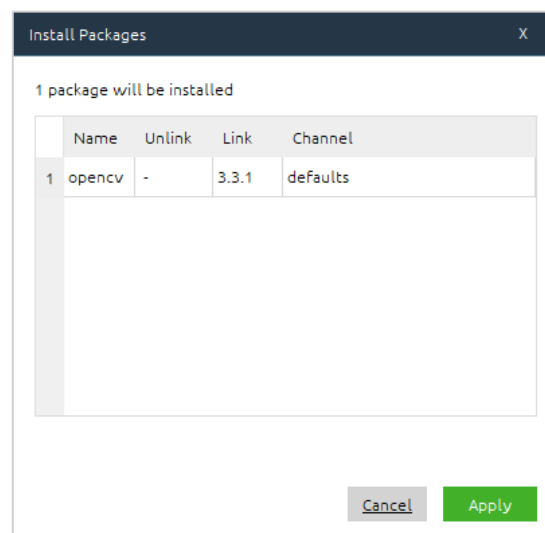 Install Packages X
1 package will be installed
Name Unlink Link Channel
1 opencv - 3.3.1 defaults
Cancel Apply